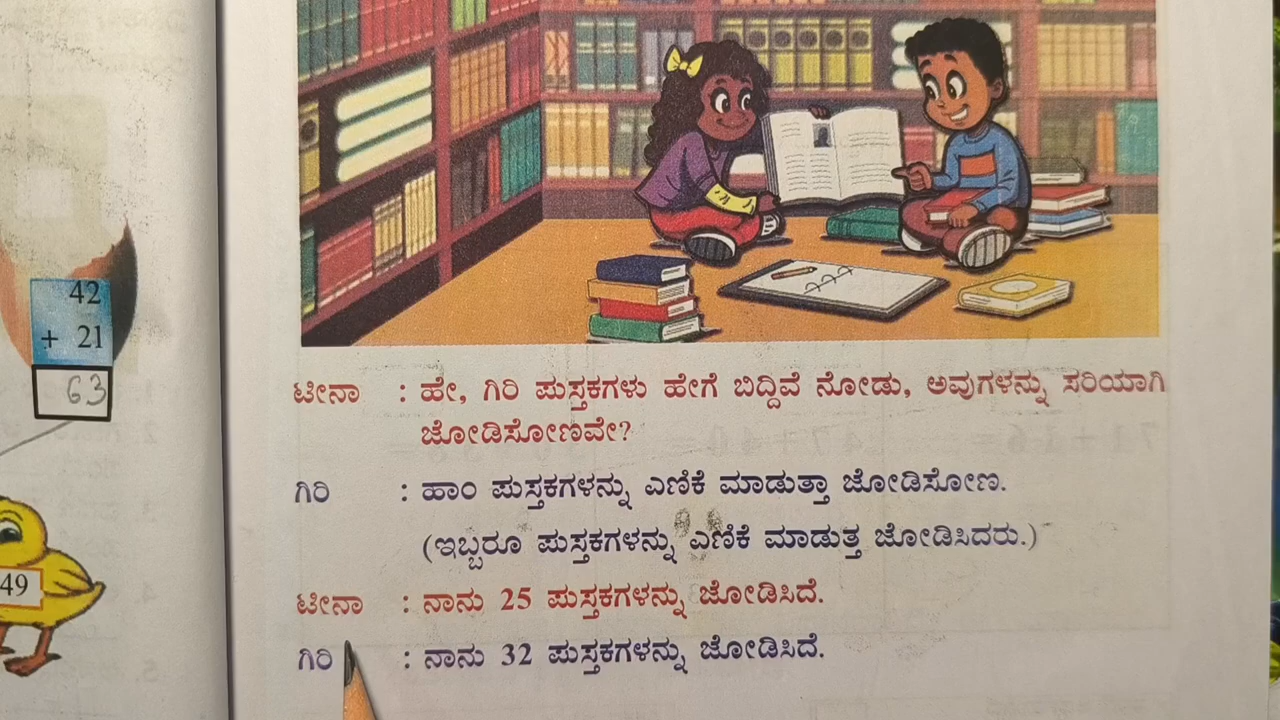 42
+ 21
63
49
ಟೀನಾ : ಹೇ, ಗಿರಿ ಪುಸ್ತಕಗಳು ಹೇಗೆ ಬಿದ್ದಿವೆ ನೋಡು, ಅವುಗಳನ್ನು ಸರಿಯಾಗಿ
ಜೋಡಿಸೋಣವೇ?
ಗಿರಿ : ಹಾಂ ಪುಸ್ತಕಗಳನ್ನು ಎಣಿಕೆ ಮಾಡುತ್ತಾ ಜೋಡಿಸೋಣ.
(ಇಬ್ಬರೂ ಪುಸ್ತಕಗಳನ್ನು ಎಣಿಕೆ ಮಾಡುತ್ತ ಜೋಡಿಸಿದರು.)
ಟೀನಾ : ನಾನು 25 ಪುಸ್ತಕಗಳನ್ನು ಜೋಡಿಸಿದೆ.
ಗಿರಿ : ನಾನು 32 ಪುಸ್ತಕಗಳನ್ನು ಜೋಡಿಸಿದೆ.